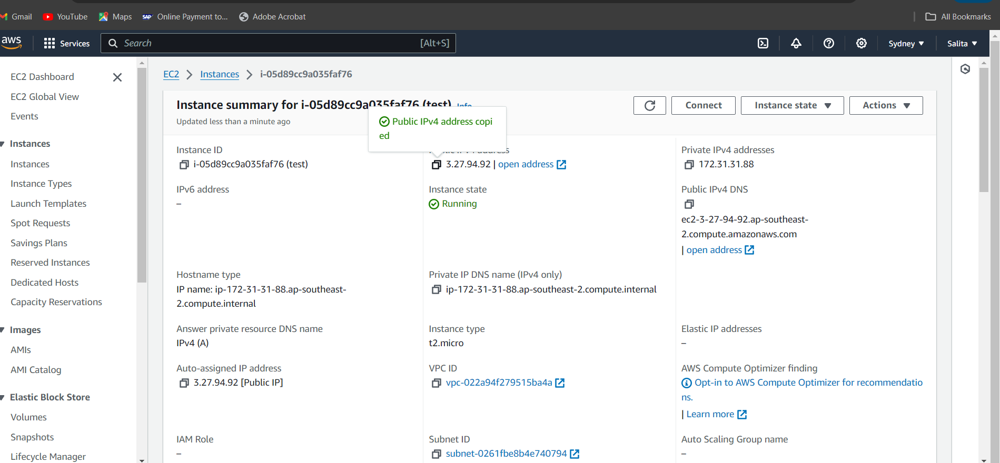 Gmail YouTube Maps SAP Online Payment to... Adobe Acrobat All Bookmarks
aws Services Search [Alt+S] Sydney Salita
EC2 Dashboard
EC2 Global View
Events
Instances
Instances
Instance Types
Launch Templates
Spot Requests
Savings Plans
Reserved Instances
Dedicated Hosts
Capacity Reservations
Images
AMIs
AMI Catalog
Elastic Block Store
Volumes
Snapshots
Lifecycle Manager
EC2 Instances i-05d89cc9a035faf76
Instance summary for i-05d89cc9a035faf76 (test) Info
Updated less than a minute ago
Connect Instance state Actions
Public IPv4 address copi
ed
Instance ID
i-05d89cc9a035faf76 (test)
3.27.94.92 | open address
Private IPv4 addresses
172.31.31.88
IPv6 address
–
Instance state
Running
Public IPv4 DNS
ec2-3-27-94-92.ap-southeast-
2.compute.amazonaws.com
| open address
Hostname type
IP name: ip-172-31-31-88.ap-southeast-
2.compute.internal
Private IP DNS name (IPv4 only)
ip-172-31-31-88.ap-southeast-2.compute.internal
Answer private resource DNS name
IPv4 (A)
Instance type
t2.micro
Elastic IP addresses
–
Auto-assigned IP address
3.27.94.92 [Public IP]
VPC ID
vpc-022a94f279515ba4a
AWS Compute Optimizer finding
Opt-in to AWS Compute Optimizer for recommendatio
ns.
| Learn more
IAM Role
–
Subnet ID
subnet-0261fbe8b4e740794
Auto Scaling Group name
–